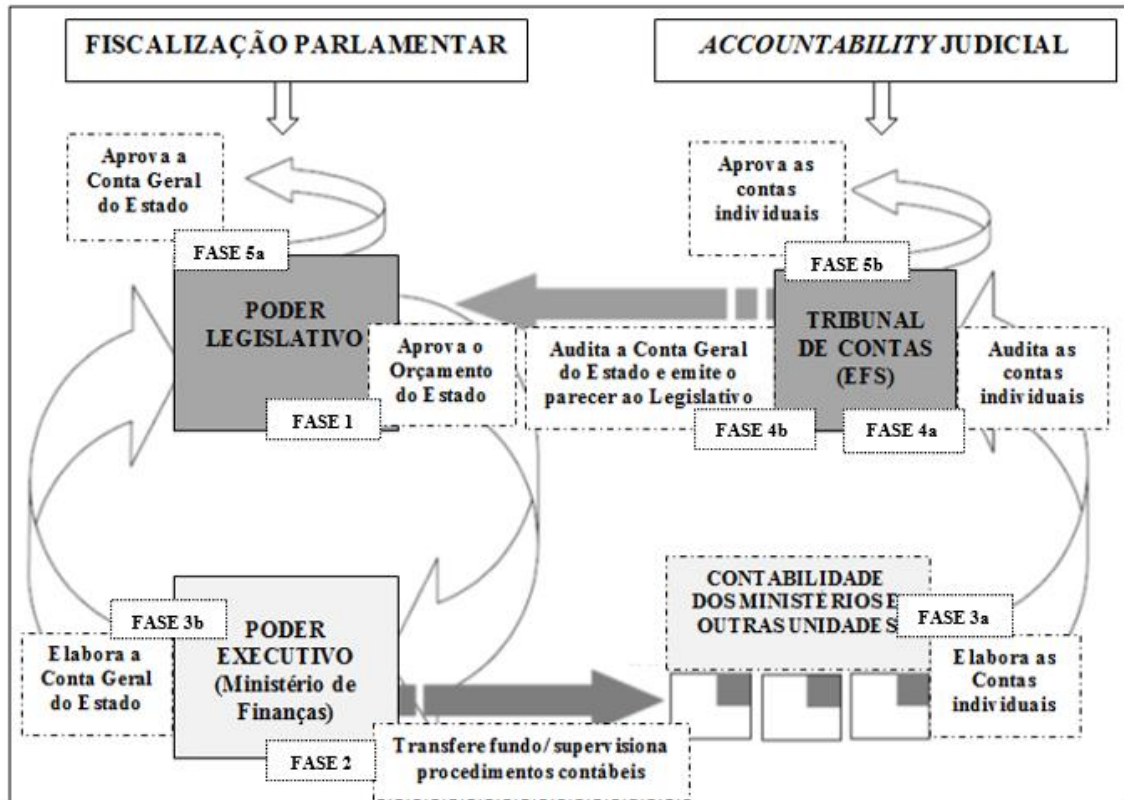 FISCALIZAÇÃO PARLAMENTAR
ACCOUNTABILITY JUDICIAL
Aprova a
Conta Geral
do Estado
Aprova as
contas
individuais
FASE 5a
FASE 5b
PODER
LEGISLATIVO
Aprova o
Orçamento
do Estado
FASE 1
Audita a Conta Geral
do Estado e emite o
parecer ao Legislativo
FASE 4b
TRIBUNAL
DE CONTAS
(EFS)
FASE 4a
Audita as
contas
individuais
FASE 3b
Elabora a
Conta Geral
do Estado
PODER
EXECUTIVO
(Ministério de
Finanças)
FASE 2
Transfere fundo/ supervisiona
procedimentos contábeis
CONTABILIDADE
DOS MINISTÉRIOS E
OUTRAS UNIDADES
FASE 3a
Elabora as
Contas
individuais